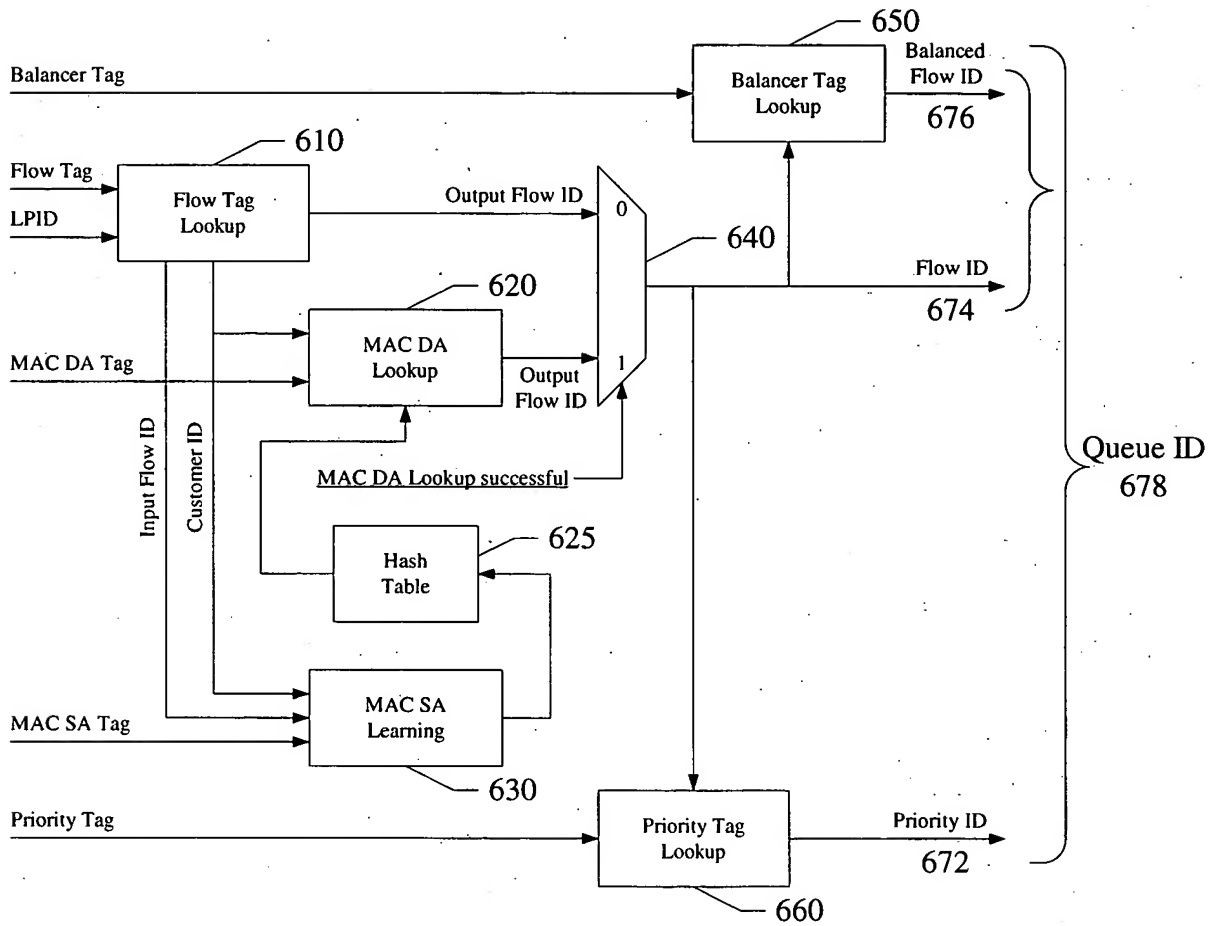 650
Balancer Tag
Balancer Tag
Lookup
Balanced
Flow ID
676
610
Flow Tag
LPID
Flow Tag
Lookup
Output Flow ID
0
640
Flow ID
674
620
MAC DA
Lookup
MAC DA Tag
1
Output
Flow ID
Input Flow ID
Customer ID
MAC DA Lookup successful
Queue ID
678
625
Hash
Table
MAC SA
Learning
MAC SA Tag
630
Priority Tag
Priority Tag
Lookup
Priority ID
672
660